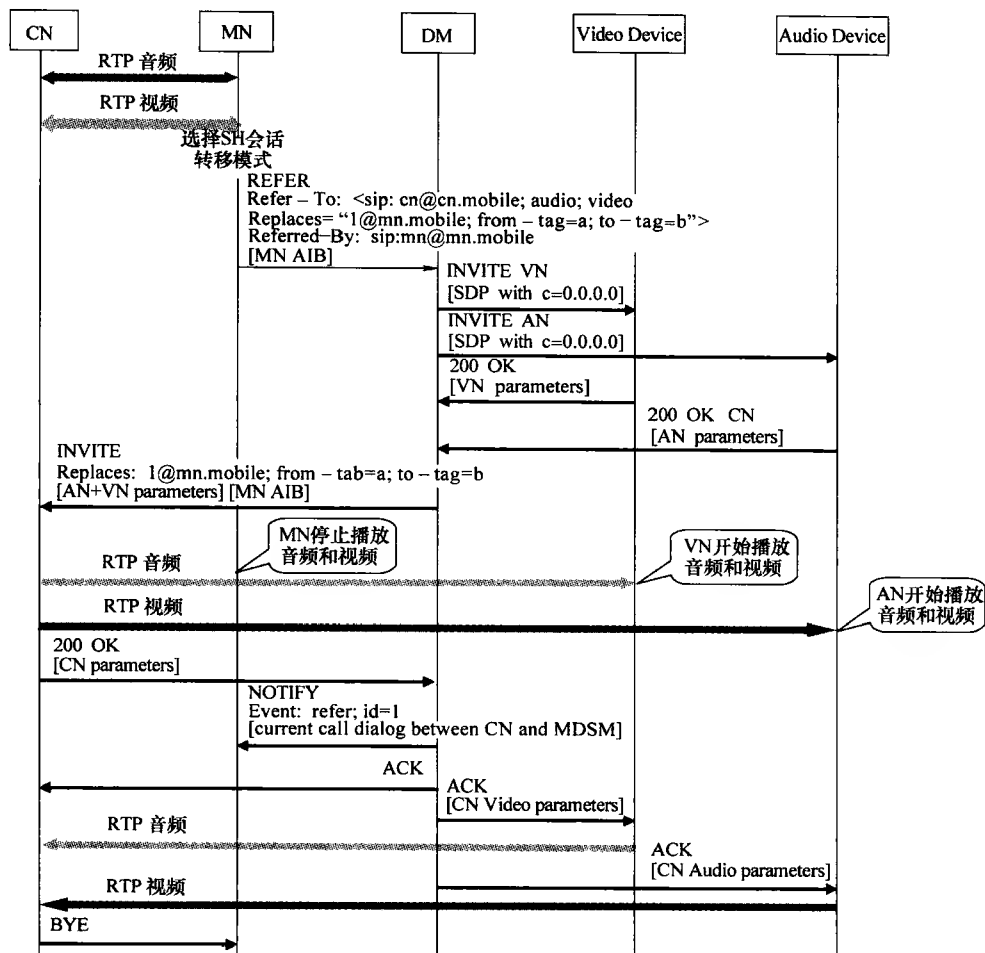 CN
MN
DM
Video Device
Audio Device
RTP 音频
RTP 视频
选择SH会话
转移模式
REFER
Refer – To: <sip: cn@cn.mobile; audio; video
Replaces= “1@mn.mobile; from – tag=a; to – tag=b”>
Referred–By: sip:mn@mn.mobile
[MN AIB]
INVITE VN
[SDP with c=0.0.0.0]
INVITE AN
[SDP with c=0.0.0.0]
200 OK
[VN parameters]
200 OK CN
[AN parameters]
INVITE
Replaces: 1@mn.mobile; from – tab=a; to – tag=b
[AN+VN parameters] [MN AIB]
MN停止播放
音频和视频
RTP 音频
VN开始播放
音频和视频
RTP 视频
AN开始播放
音频和视频
200 OK
[CN parameters]
NOTIFY
Event: refer; id=1
[current call dialog between CN and MDSM]
ACK
ACK
[CN Video parameters]
RTP 音频
ACK
[CN Audio parameters]
RTP 视频
BYE